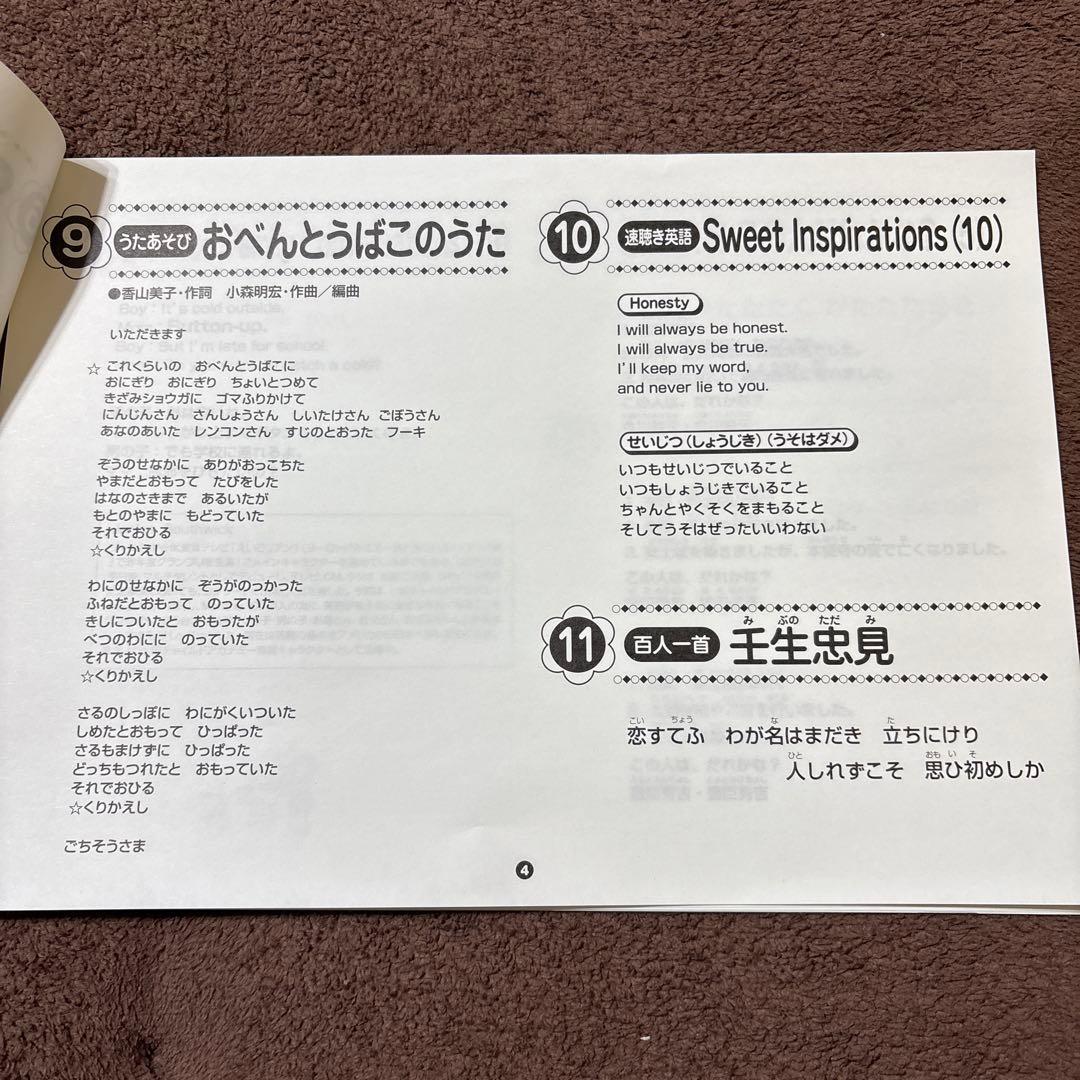 9 うたあそび おべんとうばこのうた
●香山美子・作詞 小森明宏・作曲／編曲
いただきます
☆ これくらいの おべんとうばこに
おにぎり おにぎり ちょいとつめて
きざみショウガに ゴマふりかけて
にんじんさん さんしょうさん しいたけさん ごぼうさん
あなのあいた レンコンさん すじのとおった フーキ
ぞうのせなかに ありがおっこちた
やまだとおもって たびをした
はなのさきまで あるいたが
もとのやまに もどっていた
それでおひる
☆くりかえし
わにのせなかに ぞうがのっかった
ふねだとおもって のっていた
きしについたと おもったが
べつのわにに のっていた
それでおひる
☆くりかえし
さるのしっぽに わにがくいついた
しめたとおもって ひっぱった
さるもまけずに ひっぱった
どっちもつれたと おもっていた
それでおひる
☆くりかえし
ごちそうさま
10 速聴き英語 Sweet Inspirations（10）
Honesty
I will always be honest.
I will always be true.
I'll keep my word,
and never lie to you.
せいじつ（しょうじき）（うそはダメ）
いつもせいじつでいること
いつもしょうじきでいること
ちゃんとやくそくをまもること
そしてうそはぜったいいわない
み ぶの ただ み
11 百人一首 壬生忠見
こい ちょう な た
恋すてふ わが名はまだき 立ちにけり
ひと おも い そ
人しれずこそ 思ひ初めしか
4